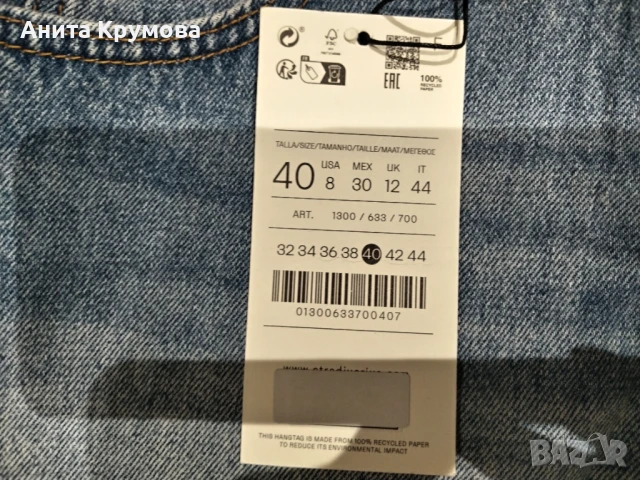 Анита Крумова
FSC
F
EAC
100%
RECYCLED
PAPER
TALLA/SIZE/TAMANHO/TAILLE/MAAT/ΜΕΓΕΘΟΣ
40 USA 8 MEX 30 UK 12 IT 44
ART. 1300 / 633 / 700
32 34 36 38 40 42 44
01300633700407
THIS HANGTAG IS MADE FROM 100% RECYCLED PAPER
TO REDUCE ITS ENVIRONMENTAL IMPACT
BAZAR